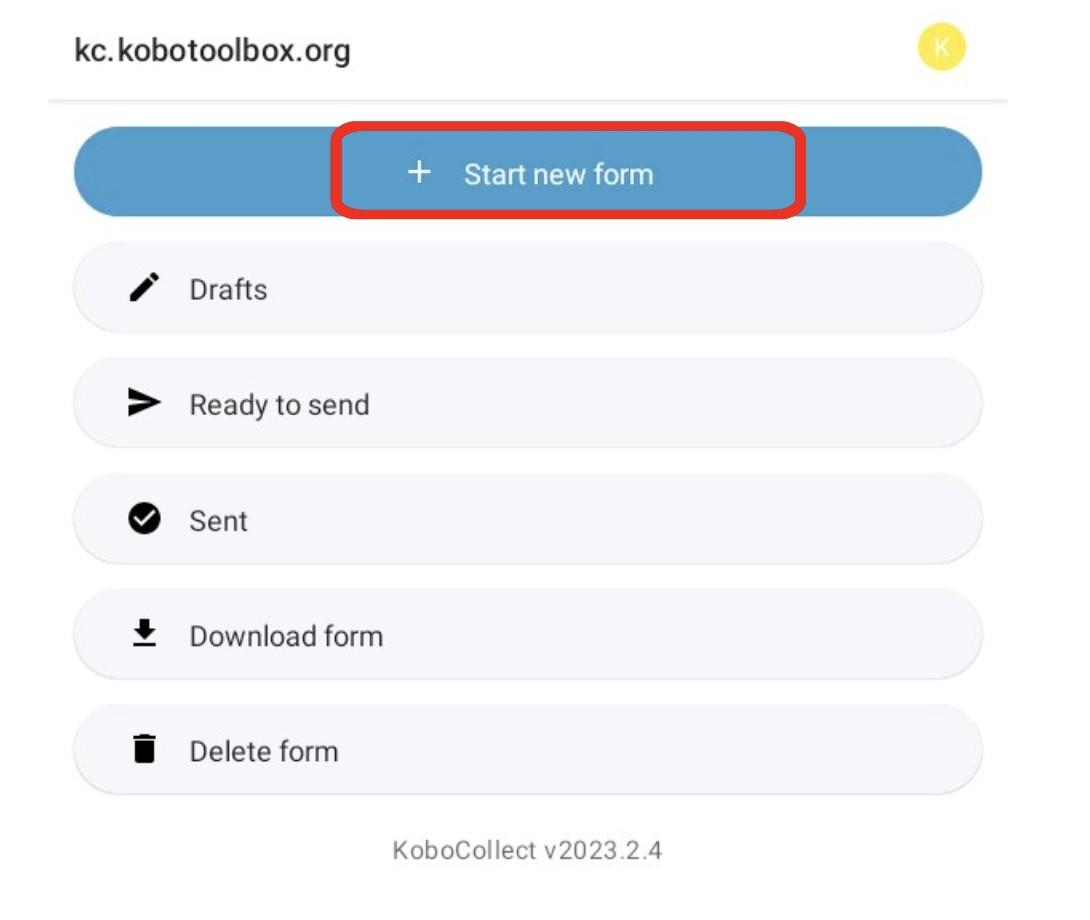 kc.kobotoolbox.org
K
+ Start new form
Drafts
Ready to send
Sent
Download form
Delete form
KoboCollect v2023.2.4